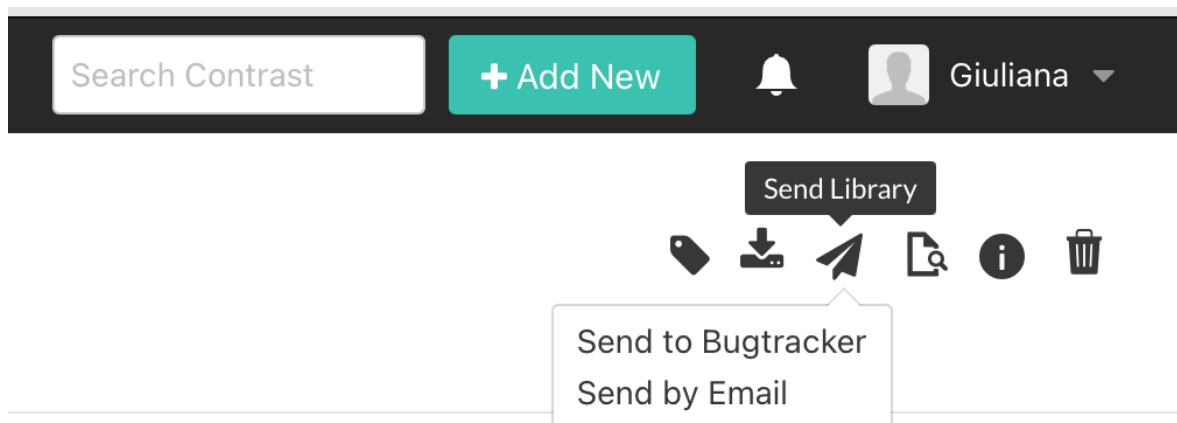 Search Contrast
Add New
Giuliana
Send Library
Send to Bugtracker
Send by Email